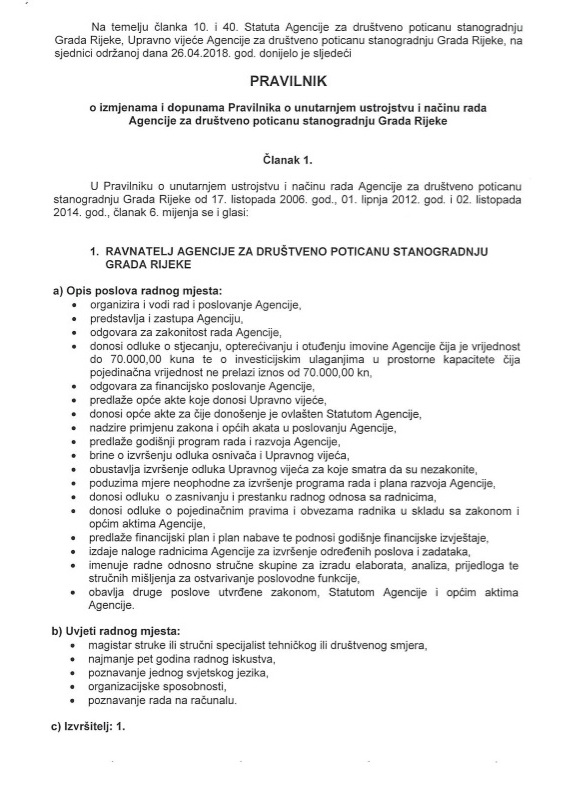 Na temelju članka 10. i 40. Statuta Agencije za društveno poticanu stanogradnju
Grada Rijeke, Upravno vijeće Agencije za društveno poticanu stanogradnju Grada Rijeke, na
sjednici održanoj dana 26.04.2018. god. donijelo je sljedeći
PRAVILNIK
o izmjenama i dopunama Pravilnika o unutarnjem ustrojstvu i načinu rada
Agencije za društveno poticanu stanogradnju Grada Rijeke
Članak 1.
U Pravilniku o unutarnjem ustrojstvu i načinu rada Agencije za društveno poticanu
stanogradnju Grada Rijeke od 17. listopada 2006. god., 01. lipnja 2012. god. i 02. listopada
2014. god., članak 6. mijenja se i glasi:
1. RAVNATELJ AGENCIJE ZA DRUŠTVENO POTICANU STANOGRADNJU
GRADA RIJEKE
a) Opis poslova radnog mjesta:
• organizira i vodi rad i poslovanje Agencije,
• predstavlja i zastupa Agenciju,
• odgovara za zakonitost rada Agencije,
• donosi odluke o stjecanju, opterećivanju i otuđenju imovine Agencije čija je vrijednost
do 70.000,00 kuna te o investicijskim ulaganjima u prostorne kapacitete čija
pojedinačna vrijednost ne prelazi iznos od 70.000,00 kn,
• odgovara za financijsko poslovanje Agencije,
• predlaže opće akte koje donosi Upravno vijeće,
• donosi opće akte za čije donošenje je ovlašten Statutom Agencije,
• nadzire primjenu zakona i općih akata u poslovanju Agencije,
• predlaže godišnji program rada i razvoja Agencije,
• brine o izvršenju odluka osnivača i Upravnog vijeća,
• obustavlja izvršenje odluka Upravnog vijeća za koje smatra da su nezakonite,
• poduzima mjere neophodne za izvršenje programa rada i plana razvoja Agencije,
• donosi odluku o zasnivanju i prestanku radnog odnosa sa radnicima,
• donosi odluke o pojedinačnim pravima i obvezama radnika u skladu sa zakonom i
općim aktima Agencije,
• predlaže financijski plan i plan nabave te podnosi godišnje financijske izvještaje,
• izdaje naloge radnicima Agencije za izvršenje određenih poslova i zadataka,
• imenuje radne odnosno stručne skupine za izradu elaborata, analiza, prijedloga te
stručnih mišljenja za ostvarivanje poslovodne funkcije,
• obavlja druge poslove utvrđene zakonom, Statutom Agencije i općim aktima
Agencije.
b) Uvjeti radnog mjesta:
• magistar struke ili stručni specijalist tehničkog ili društvenog smjera,
• najmanje pet godina radnog iskustva,
• poznavanje jednog svjetskog jezika,
• organizacijske sposobnosti,
• poznavanje rada na računalu.
c) Izvršitelj: 1.